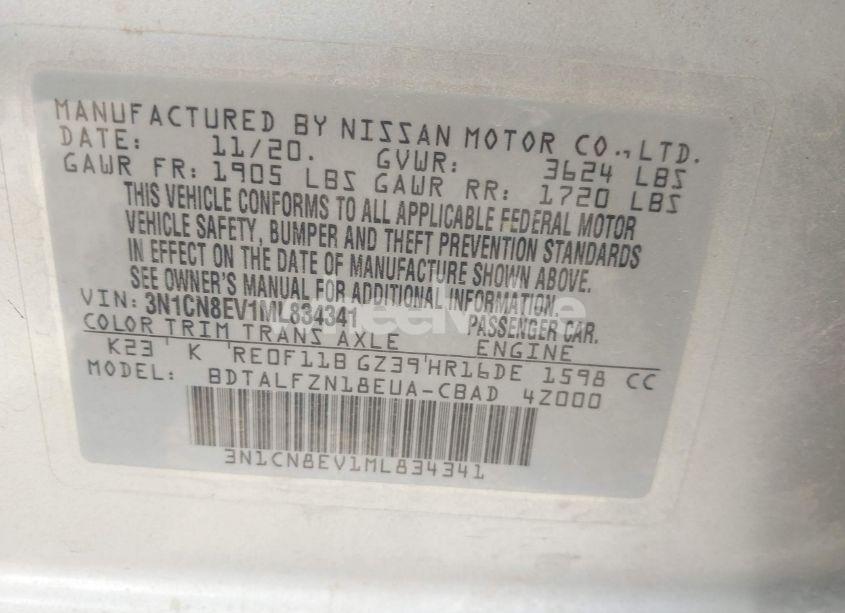 MANUFACTURED BY NISSAN MOTOR CO., LTD.
DATE: 11/20. GVWR: 3624 LBS
GAWR FR: 1905 LBS GAWR RR: 1720 LBS
THIS VEHICLE CONFORMS TO ALL APPLICABLE FEDERAL MOTOR
VEHICLE SAFETY, BUMPER AND THEFT PREVENTION STANDARDS
IN EFFECT ON THE DATE OF MANUFACTURE SHOWN ABOVE.
SEE OWNER'S MANUAL FOR ADDITIONAL INFORMATION.
VIN: 3N1CN8EV1ML834341 PASSENGER CAR.
COLOR TRIM TRANS AXLE ENGINE
K23 K RE0F11B GZ39 HR16DE 1598 CC
MODEL: BDTALFZN18EUA-CBAD 4Z000
3N1CN8EV1ML834341